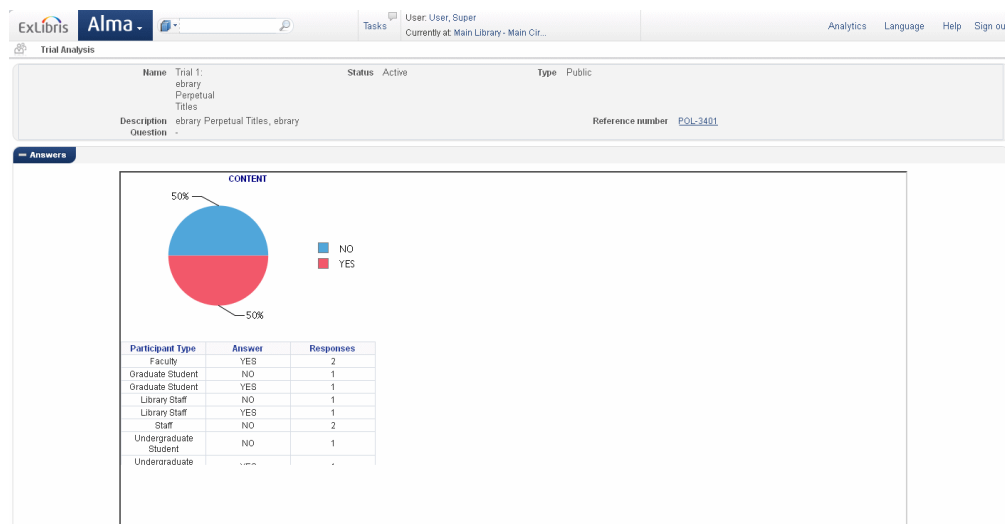 ExLibris Alma Tasks User: User, Super Analytics Language Help Sign ou
Currently at: Main Library - Main Cir...
Trial Analysis
Name Trial 1: Status Active Type Public
ebrary
Perpetual
Titles
Description ebrary Perpetual Titles, ebrary Reference number POL-3401
Question -
Answers
CONTENT
50%
NO
YES
50%
Participant Type Answer Responses
Faculty YES 2
Graduate Student NO 1
Graduate Student YES 1
Library Staff NO 1
Library Staff YES 1
Staff NO 2
Undergraduate
Student NO 1
Undergraduate YES